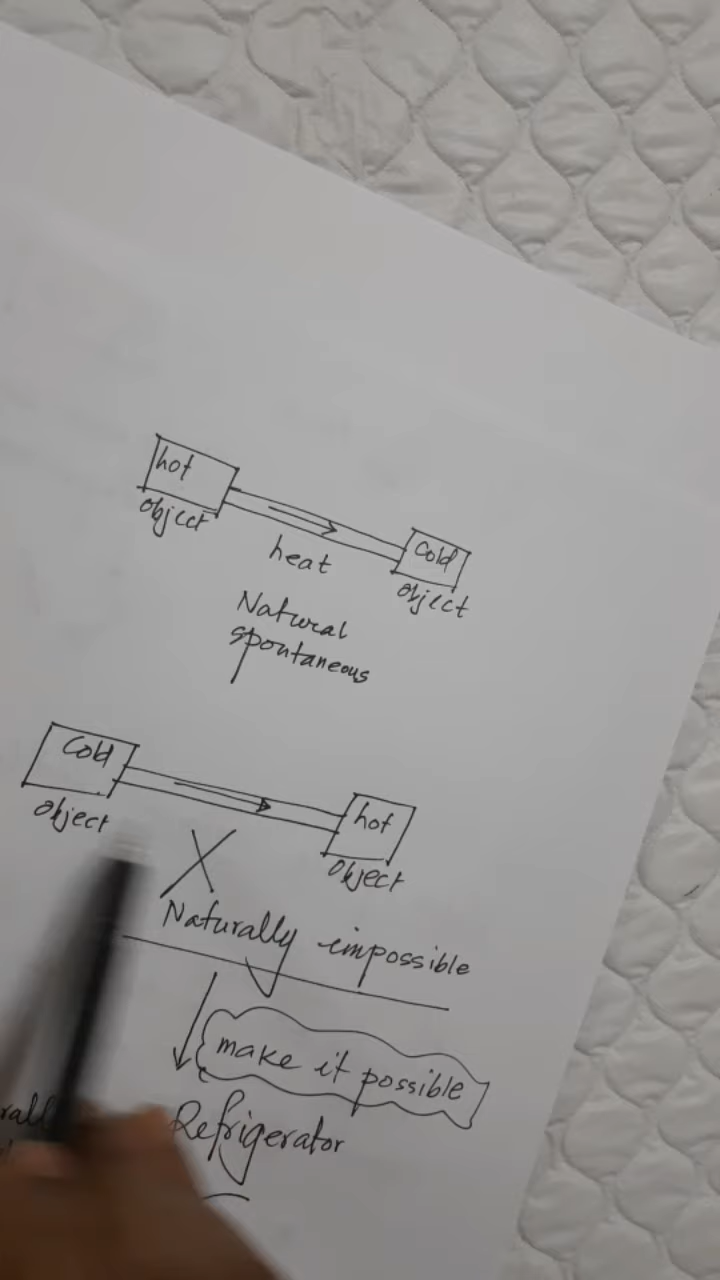 hot
object
heat
Cold
object
Natural
spontaneous
Cold
object
hot
object
X
Naturally impossible
make it possible
Refrigerator